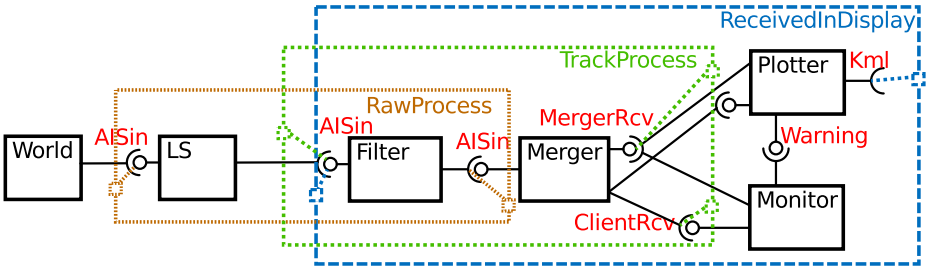 ReceivedInDisplay
TrackProcess
Plotter
Kml
RawProcess
MergerRcv
AISin
AISin
AISin
Warning
World
LS
Filter
Merger
Monitor
ClientRcv